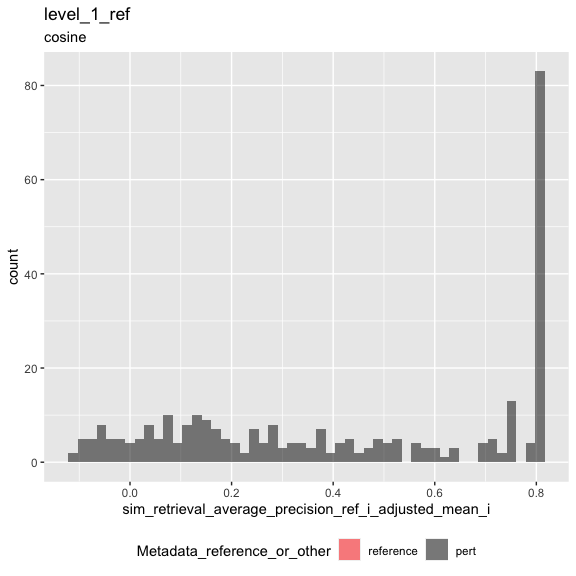 level_1_ref
cosine
80
60
40
20
0
count
0.0 0.2 0.4 0.6 0.8
sim_retrieval_average_precision_ref_i_adjusted_mean_i
Metadata_reference_or_other reference pert